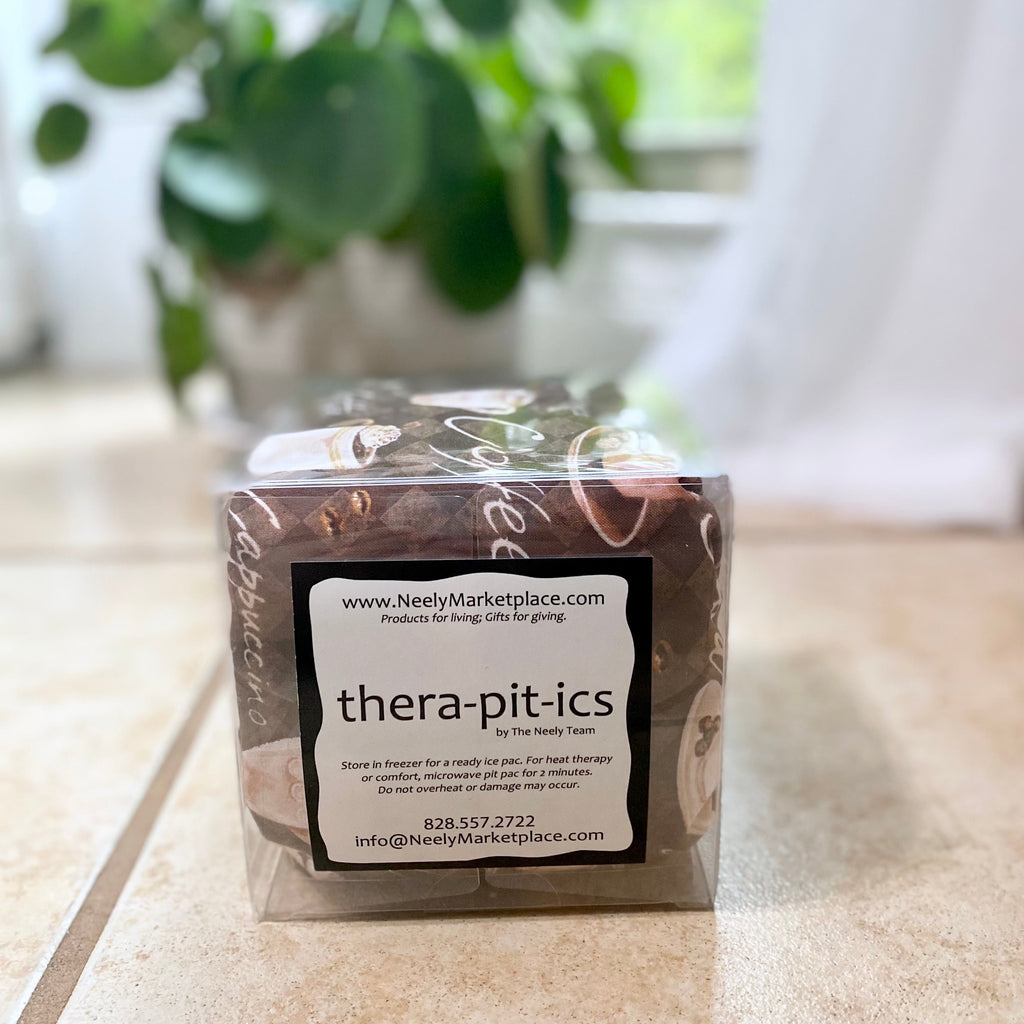 Coffee
Cappuccino
www.NeelyMarketplace.com
Products for living; Gifts for giving.
thera-pit-ics
by The Neely Team
Store in freezer for a ready ice pac. For heat therapy
or comfort, microwave pit pac for 2 minutes.
Do not overheat or damage may occur.
828.557.2722
info@NeelyMarketplace.com